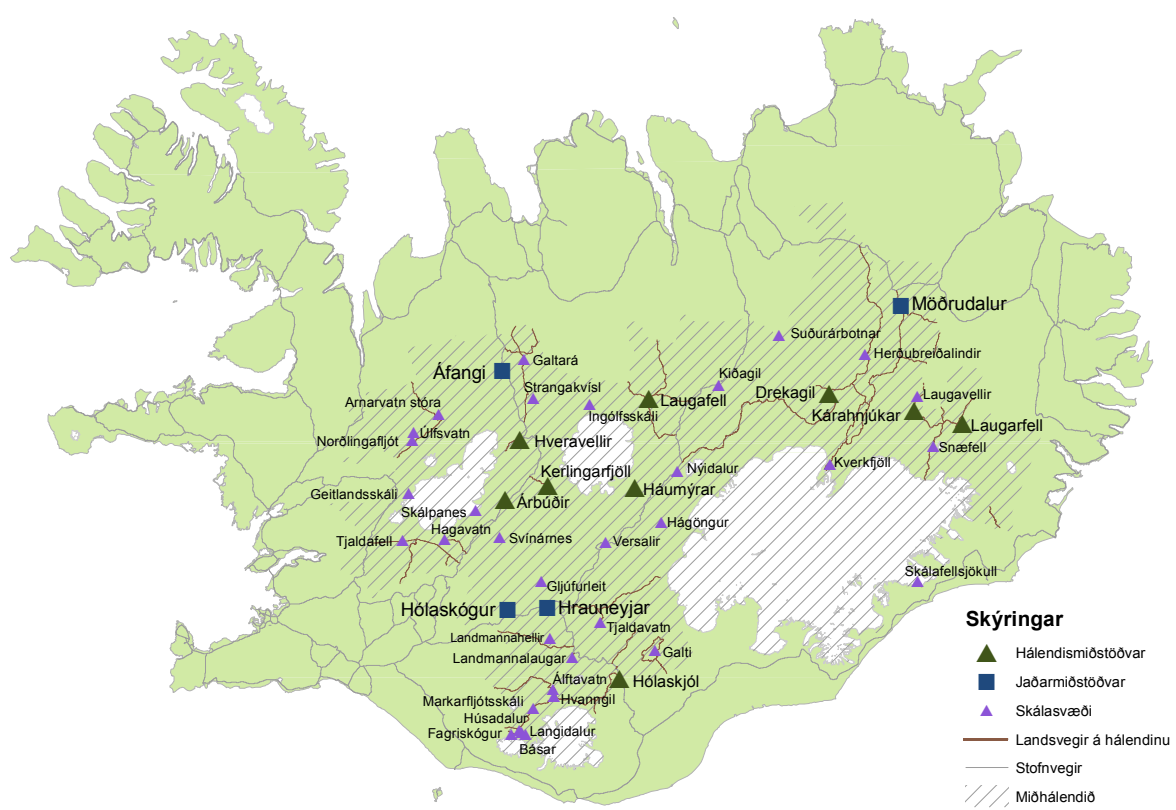 Möðrudalur
Suðurárbotnar
Herðubreiðalindir
Galtará
Áfangi
Kiðagil
Strangakvísl
Drekagil
Laugavellir
Laugafell
Arnarvatn stóra
Ingólfsskáli
Kárahnjúkar
Laugarfell
Úlfsvatn
Norðlingafljót
Hveravellir
Snæfell
Kverkfjöll
Kerlingarfjöll
Nýidalur
Geitlandsskáli
Háumýrar
Árbúðir
Skálpanes
Hágöngur
Hagavatn
Tjaldafell
Svínárnes
Versalir
Skálafellsjökull
Gljúfurleit
Hólaskógur
Hrauneyjar
Tjaldavatn
Landmannahellir
Galti
Landmannalaugar
Álftavatn
Hólaskjól
Hvanngil
Markarfljótsskáli
Húsadalur
Fagriskógur
Langidalur
Básar
Skýringar
Hálendismiðstöðvar
Jaðarmiðstöðvar
Skálasvæði
Landsvegir á hálendinu
Stofnvegir
Miðhálendið